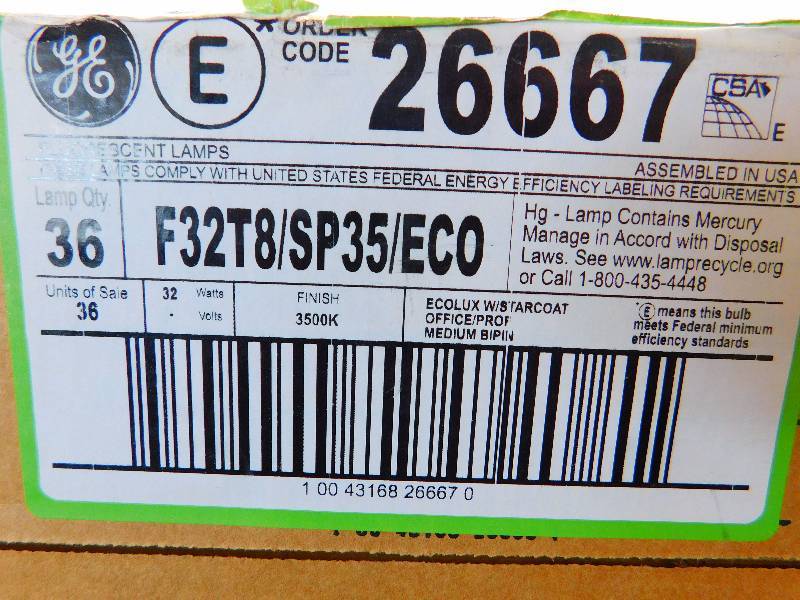 GE
E
*ORDER
CODE
26667
CSA
E
LAMPS
ASSEMBLED IN USA
COMPLY WITH UNITED STATES FEDERAL ENERGY EFFICIENCY LABELING REQUIREMENTS
Lamp Qty.
36
F32T8/SP35/ECO
Hg - Lamp Contains Mercury
Manage in Accord with Disposal
Laws. See www.lamprecycle.org
or Call 1-800-435-4448
Units of Sale
36
32 Watts
- Volts
FINISH
3500K
ECOLUX W/STARCOAT
OFFICE/PROF
MEDIUM BIPIN
*E means this bulb
meets Federal minimum
efficiency standards
1 00 43168 26667 0